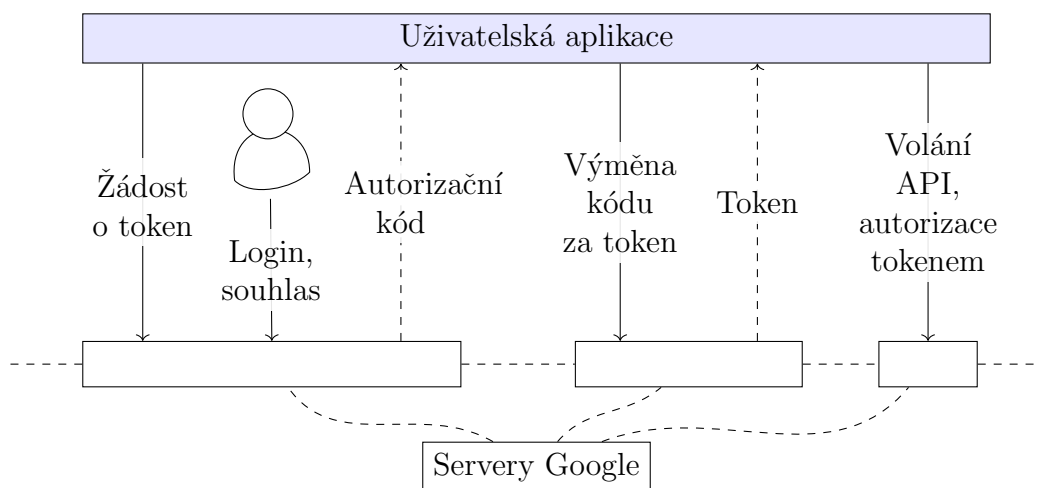 Uživatelská aplikace
Žádost
o token
Login,
souhlas
Autorizační
kód
Výměna
kódu
za token
Token
Volání
API,
autorizace
tokenem
Servery Google